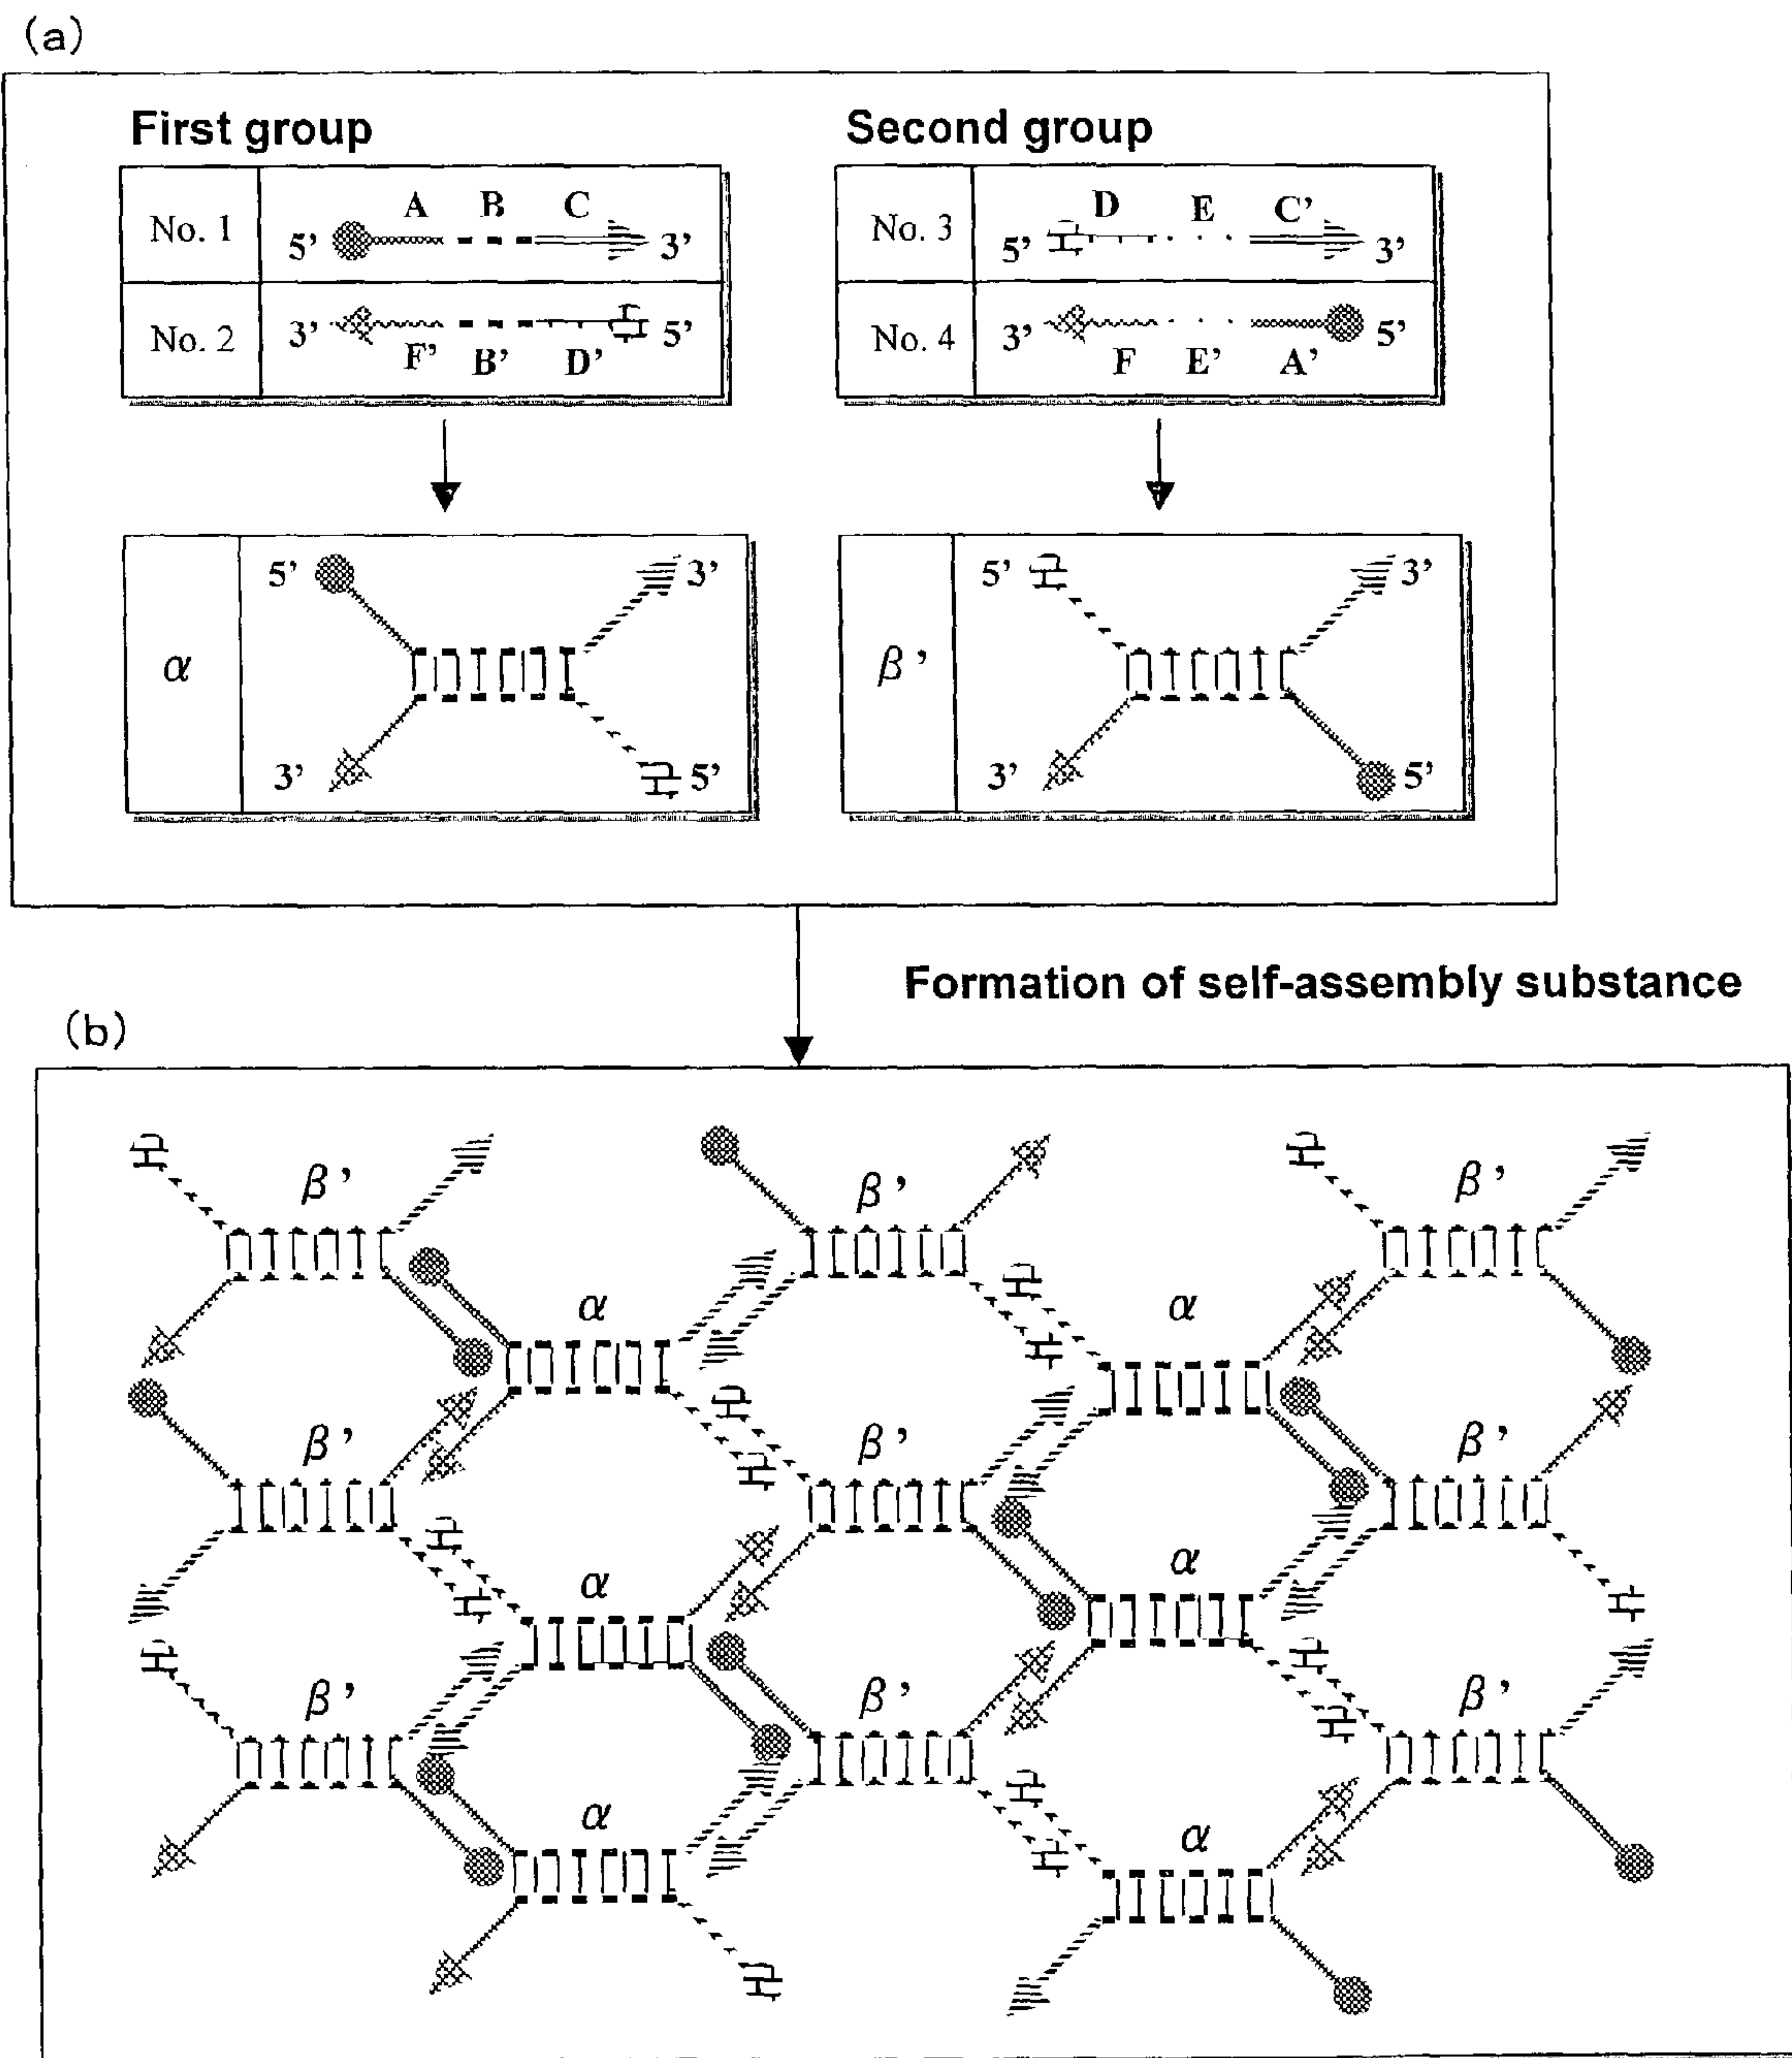 (a)
First group
Second group
No. 1
A B C
5’ 3’
No. 2
3’ 5’
F’ B’ D’
No. 3
D E C’
5’ 3’
No. 4
3’ 5’
F E’ A’
α
5’ 3’
3’ 5’
β’
5’ 3’
3’ 5’
Formation of self-assembly substance
(b)
β’ β’ β’
α α
β’ β’ β’
α α
β’ β’ β’
α α